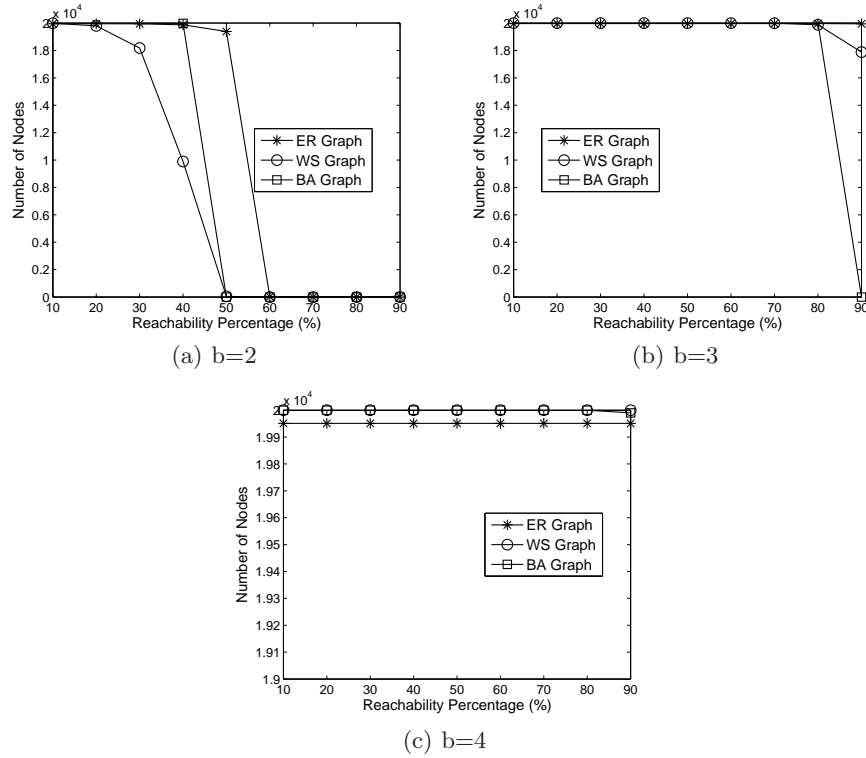 x 10^4
2
1.8
1.6
1.4
1.2
1
0.8
0.6
0.4
0.2
0
Number of Nodes
ER Graph
WS Graph
BA Graph
10 20 30 40 50 60 70 80 90
Reachability Percentage (%)
(a) b=2
x 10^4
2
1.8
1.6
1.4
1.2
1
0.8
0.6
0.4
0.2
0
Number of Nodes
ER Graph
WS Graph
BA Graph
10 20 30 40 50 60 70 80 90
Reachability Percentage (%)
(b) b=3
x 10^4
2
1.99
1.98
1.97
1.96
1.95
1.94
1.93
1.92
1.91
1.9
Number of Nodes
ER Graph
WS Graph
BA Graph
10 20 30 40 50 60 70 80 90
Reachability Percentage (%)
(c) b=4